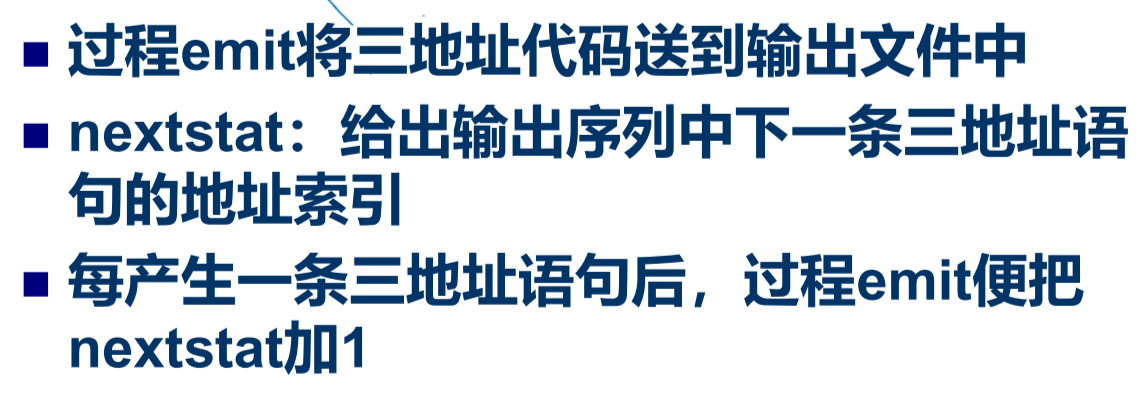 过程emit将三地址代码送到输出文件中
nextstat：给出输出序列中下一条三地址语
句的地址索引
每产生一条三地址语句后，过程emit便把
nextstat加1